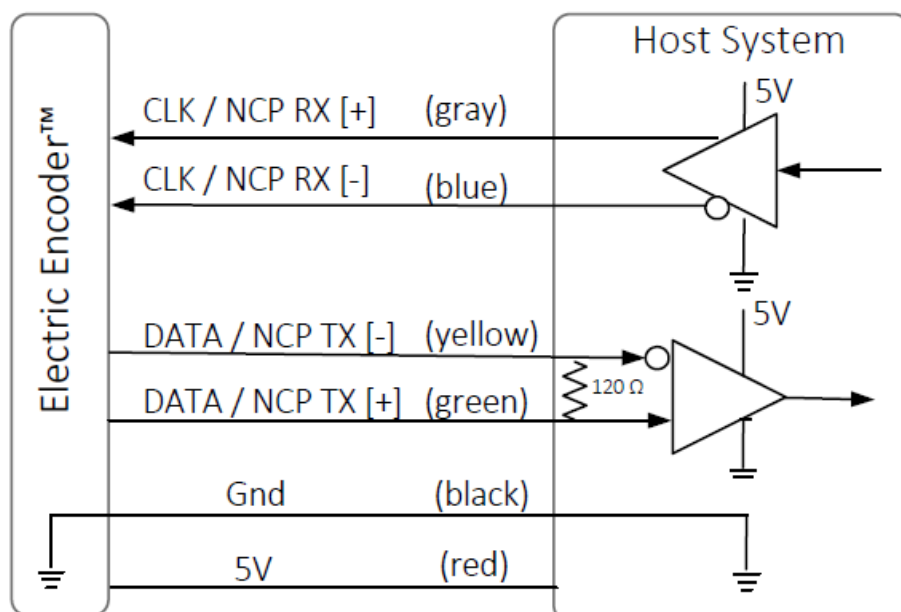 Host System
5V
CLK / NCP RX [+] (gray)
CLK / NCP RX [-] (blue)
Electric Encoder™
5V
DATA / NCP TX [-] (yellow)
120 Ω
DATA / NCP TX [+] (green)
Gnd (black)
5V (red)